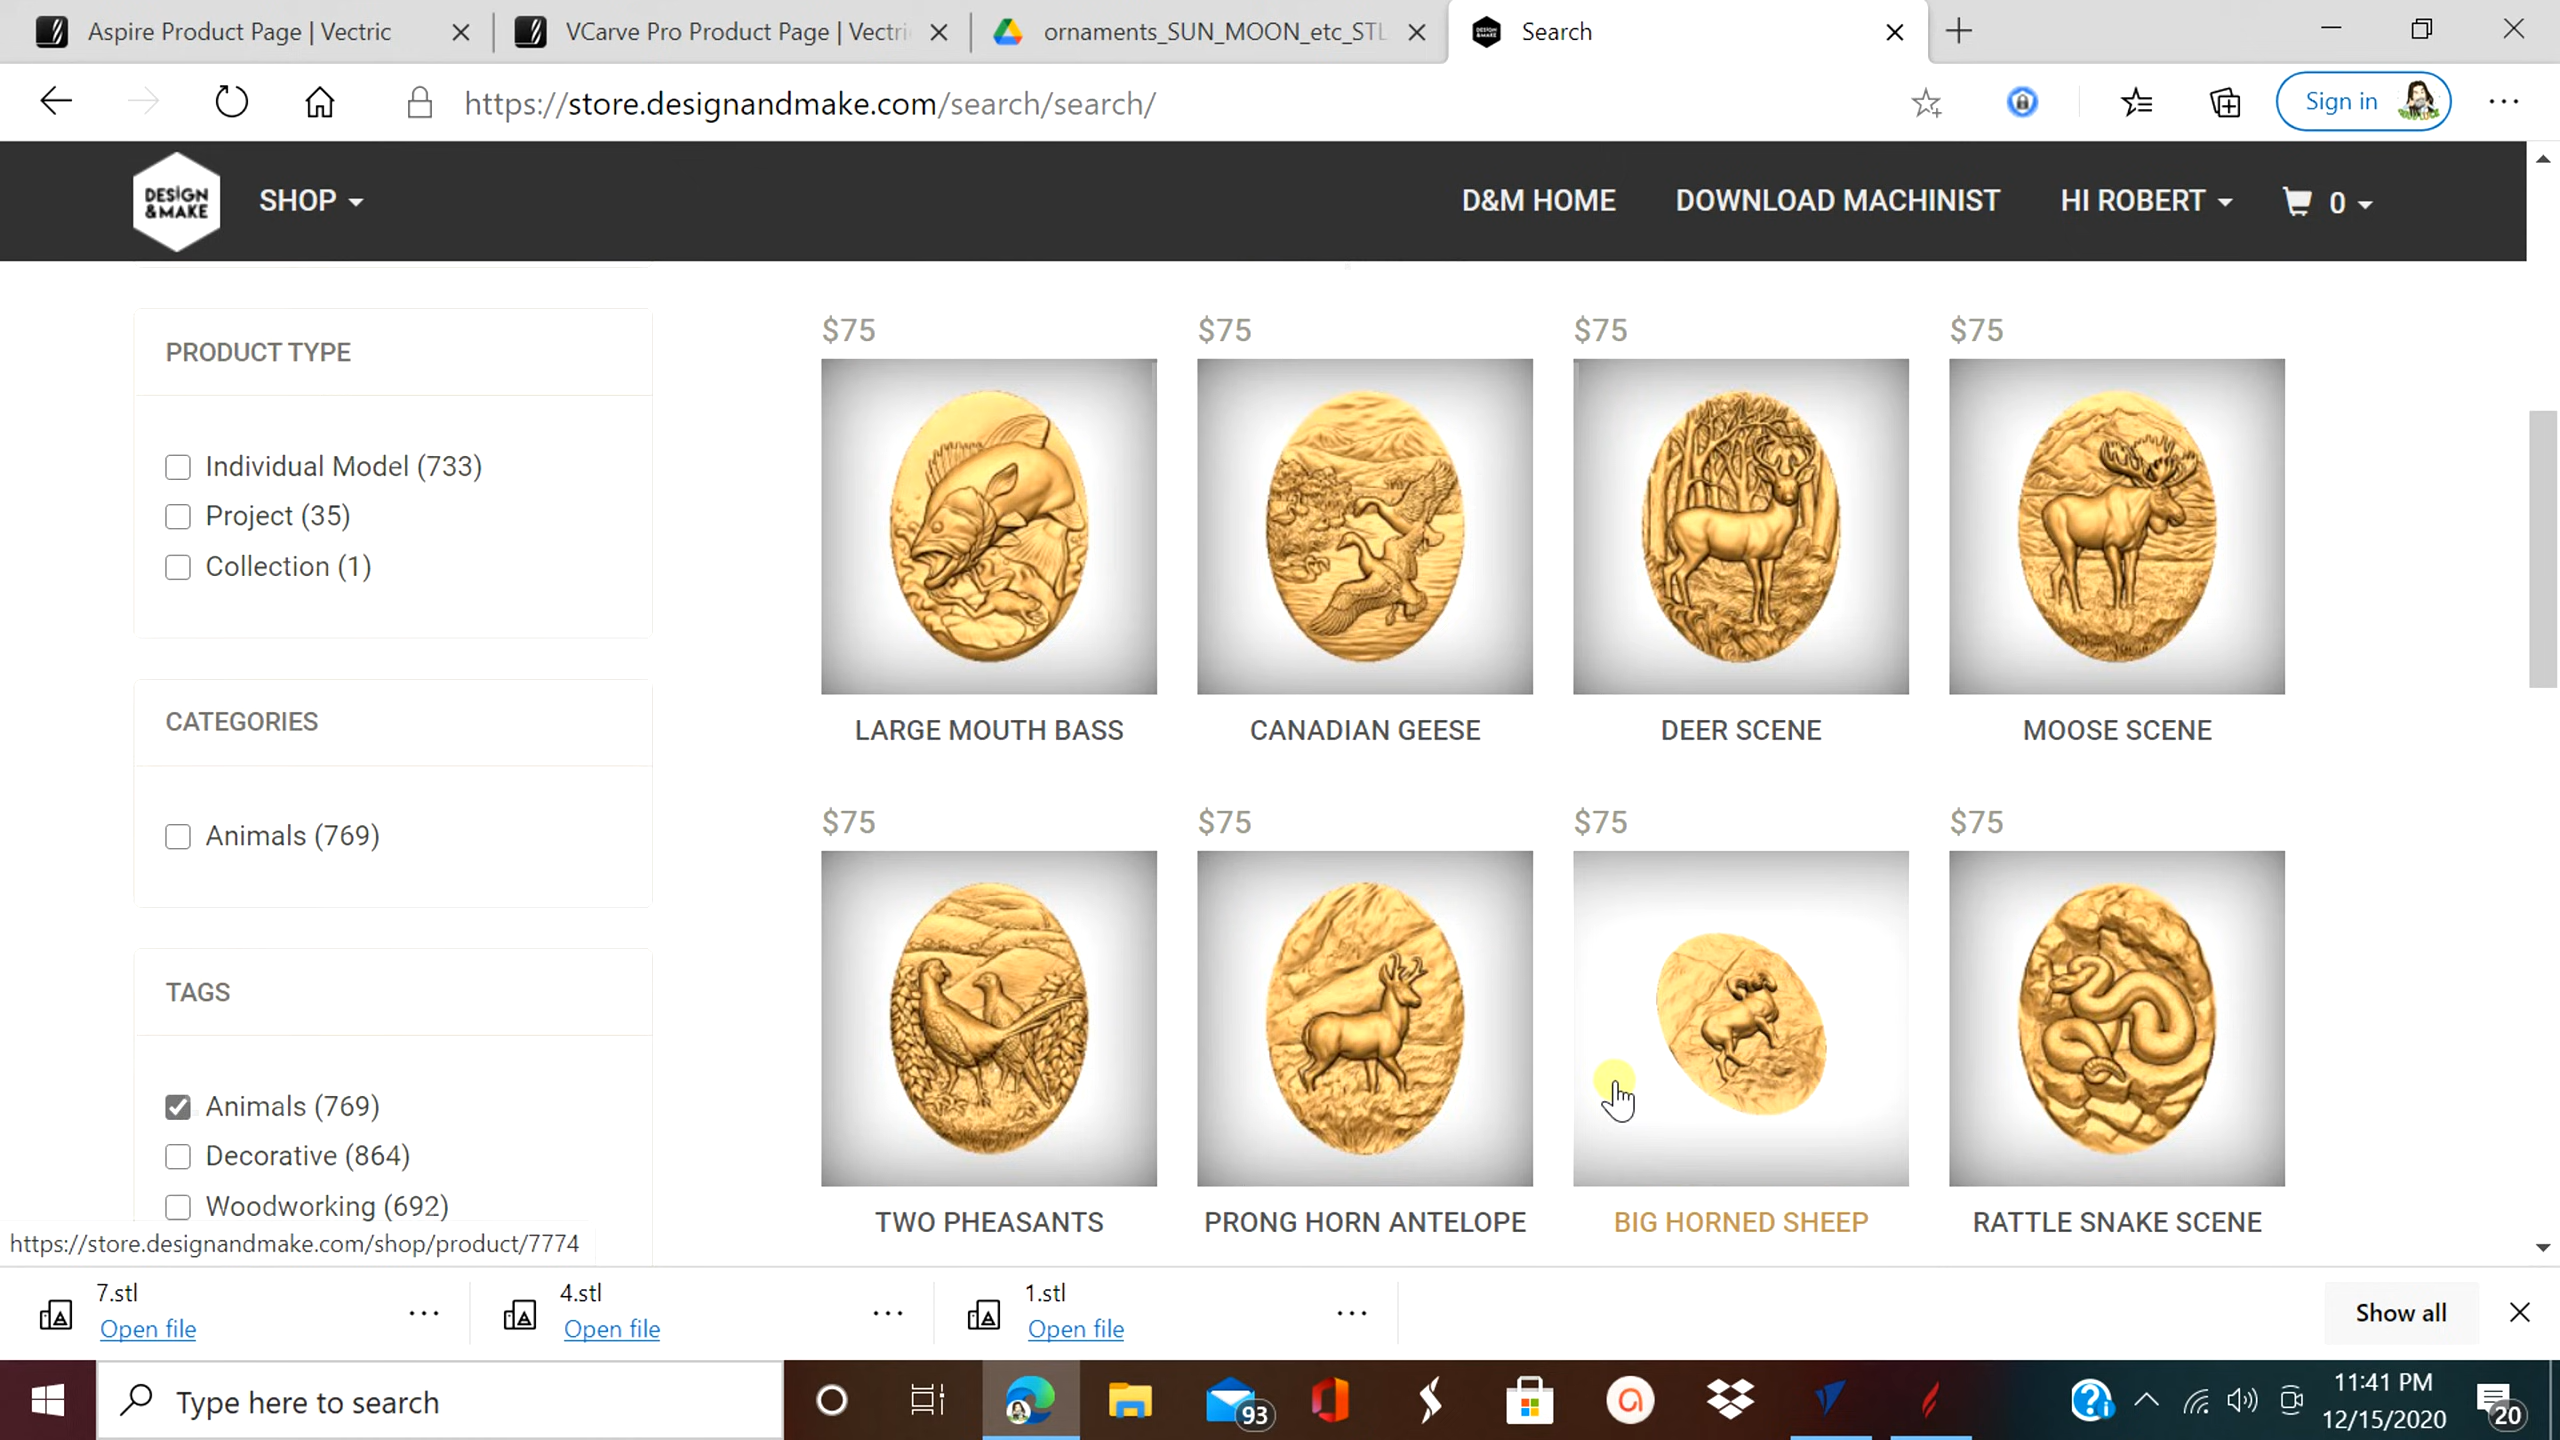 Aspire Product Page | Vectric
VCarve Pro Product Page | Vectri
ornaments_SUN_MOON_etc_STL
Search
https://store.designandmake.com/search/search/
Sign in
DESIGN
&MAKE
SHOP
D&M HOME
DOWNLOAD MACHINIST
HI ROBERT
0
PRODUCT TYPE
Individual Model (733)
Project (35)
Collection (1)
CATEGORIES
Animals (769)
TAGS
Animals (769)
Decorative (864)
Woodworking (692)
$75
$75
$75
$75
LARGE MOUTH BASS
CANADIAN GEESE
DEER SCENE
MOOSE SCENE
$75
$75
$75
$75
TWO PHEASANTS
PRONG HORN ANTELOPE
BIG HORNED SHEEP
RATTLE SNAKE SCENE
https://store.designandmake.com/shop/product/7774
7.stl
Open file
4.stl
Open file
1.stl
Open file
Show all
Type here to search
93
11:41 PM
12/15/2020
20